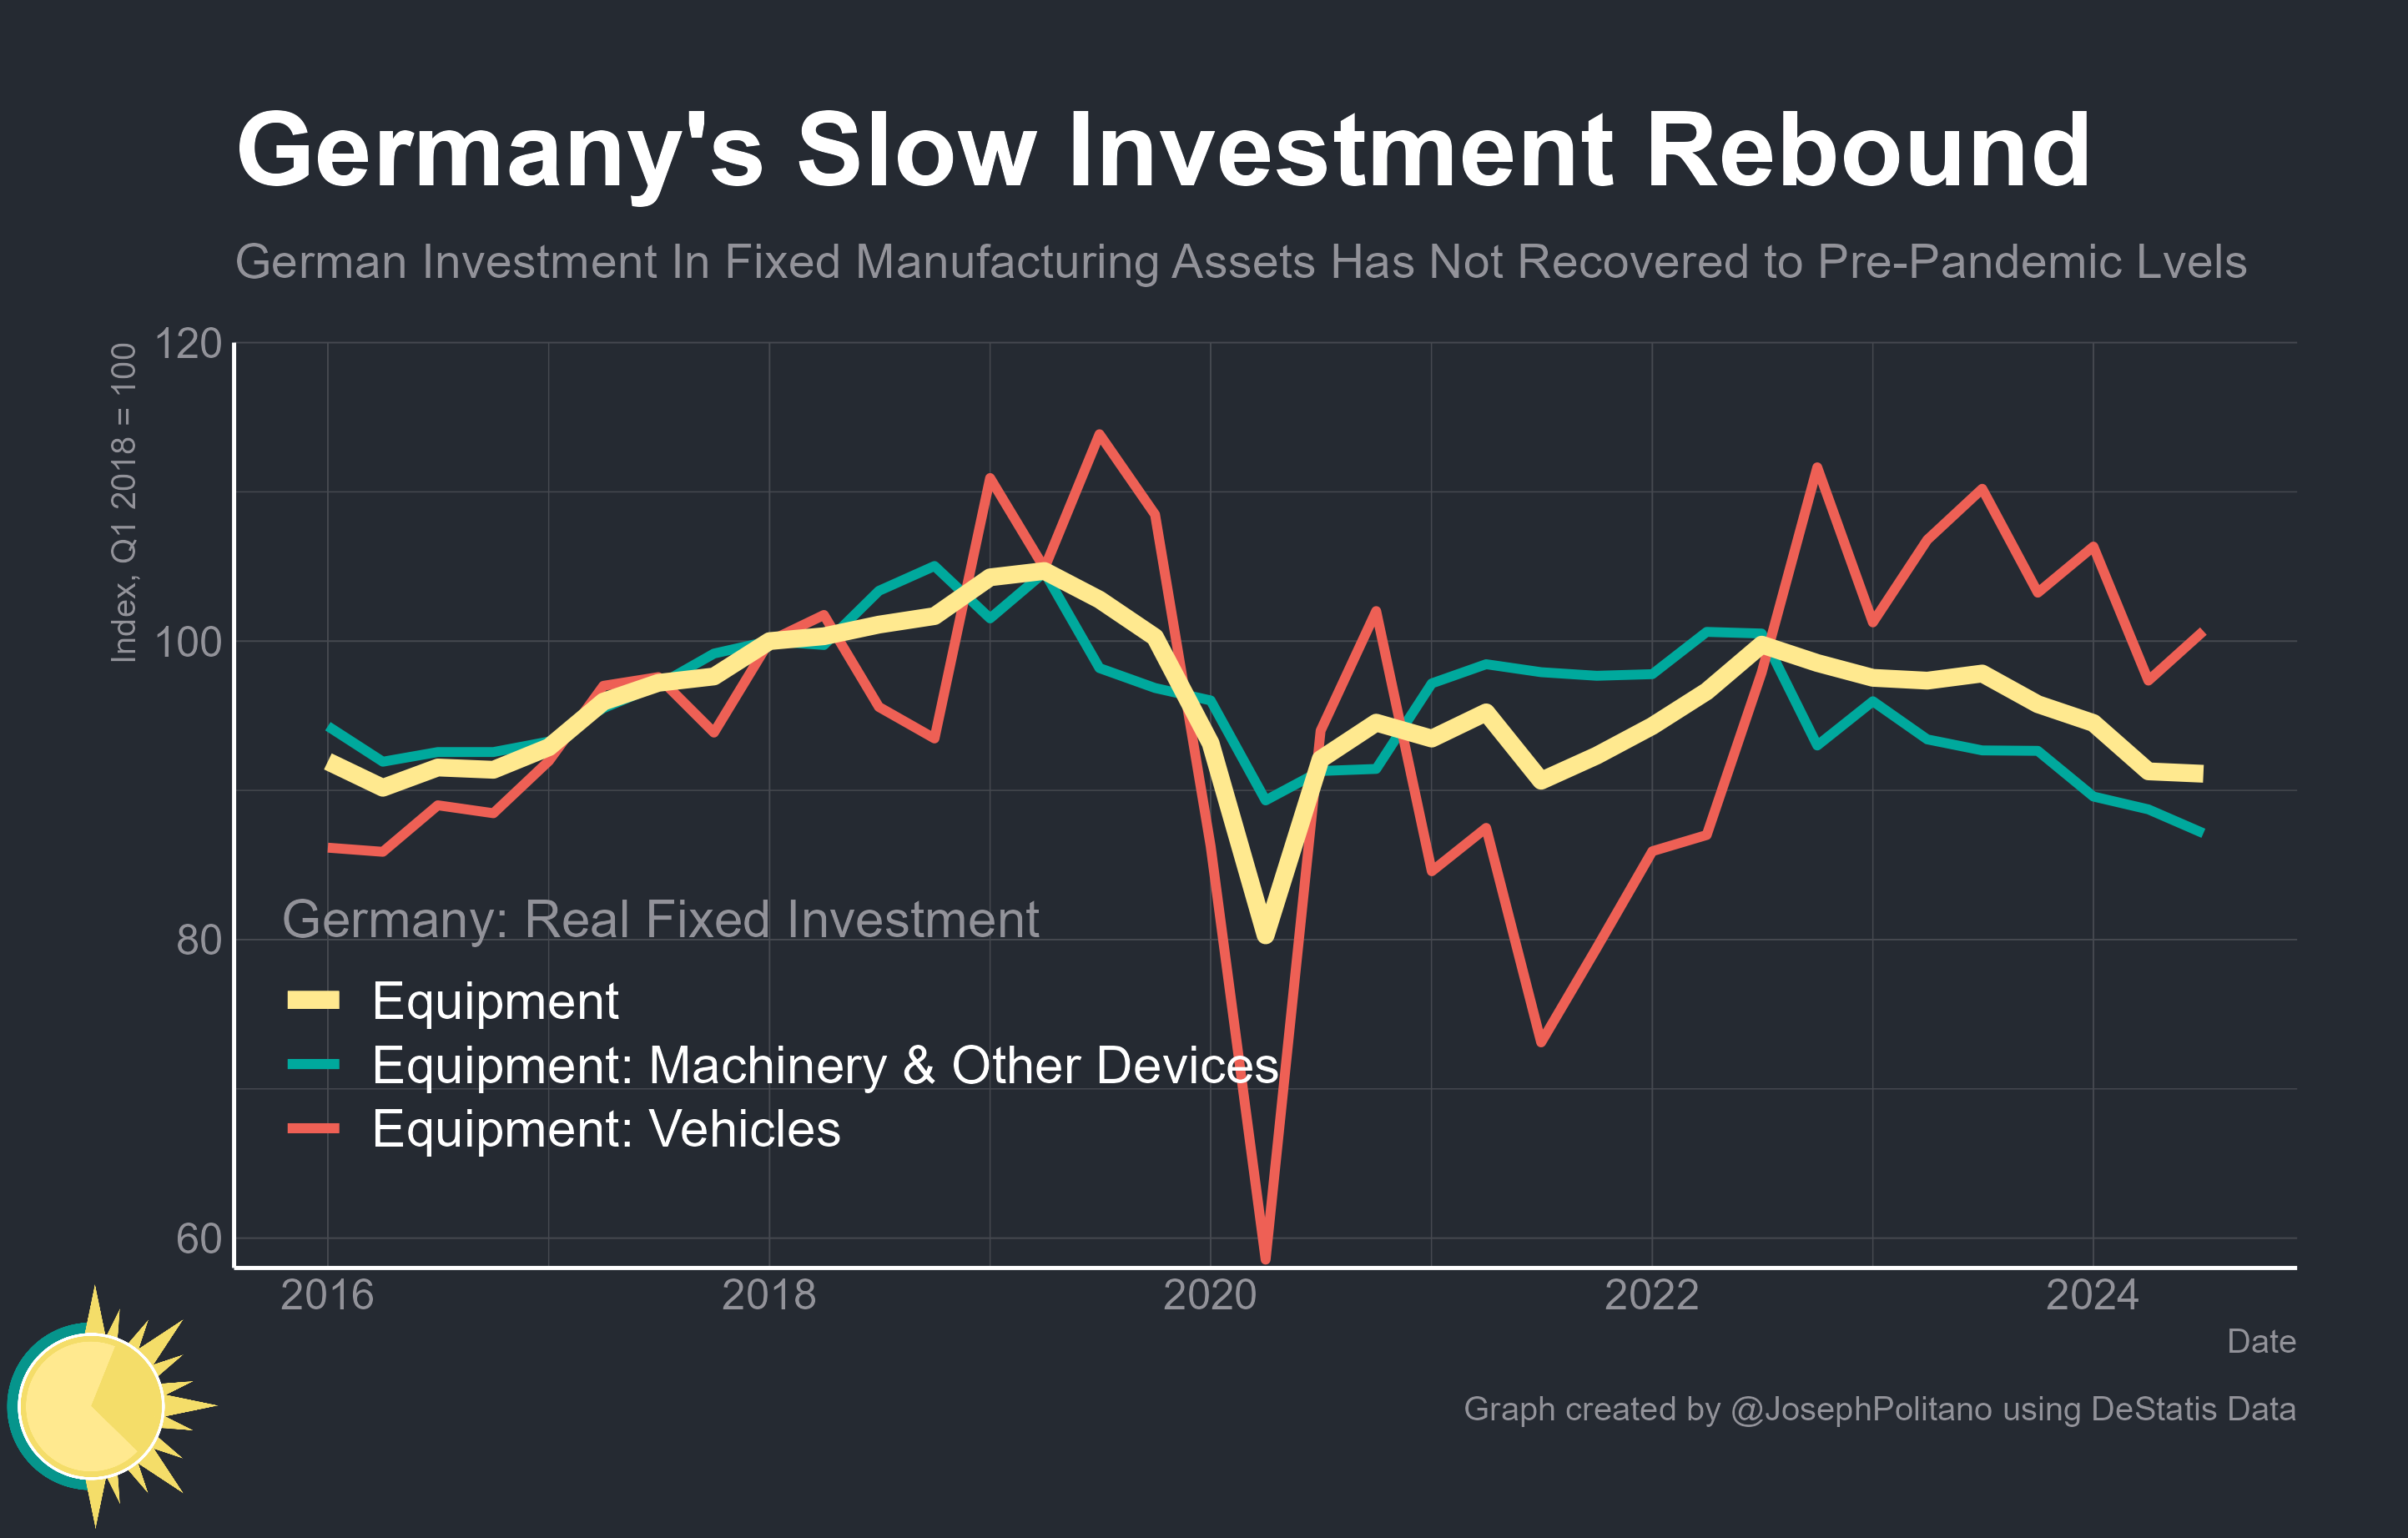 Germany's Slow Investment Rebound
German Investment In Fixed Manufacturing Assets Has Not Recovered to Pre-Pandemic Lvels
Index, Q1 2018 = 100
120
100
80
60
Germany: Real Fixed Investment
Equipment
Equipment: Machinery & Other Devices
Equipment: Vehicles
2016 2018 2020 2022 2024
Date
Graph created by @JosephPolitano using DeStatis Data